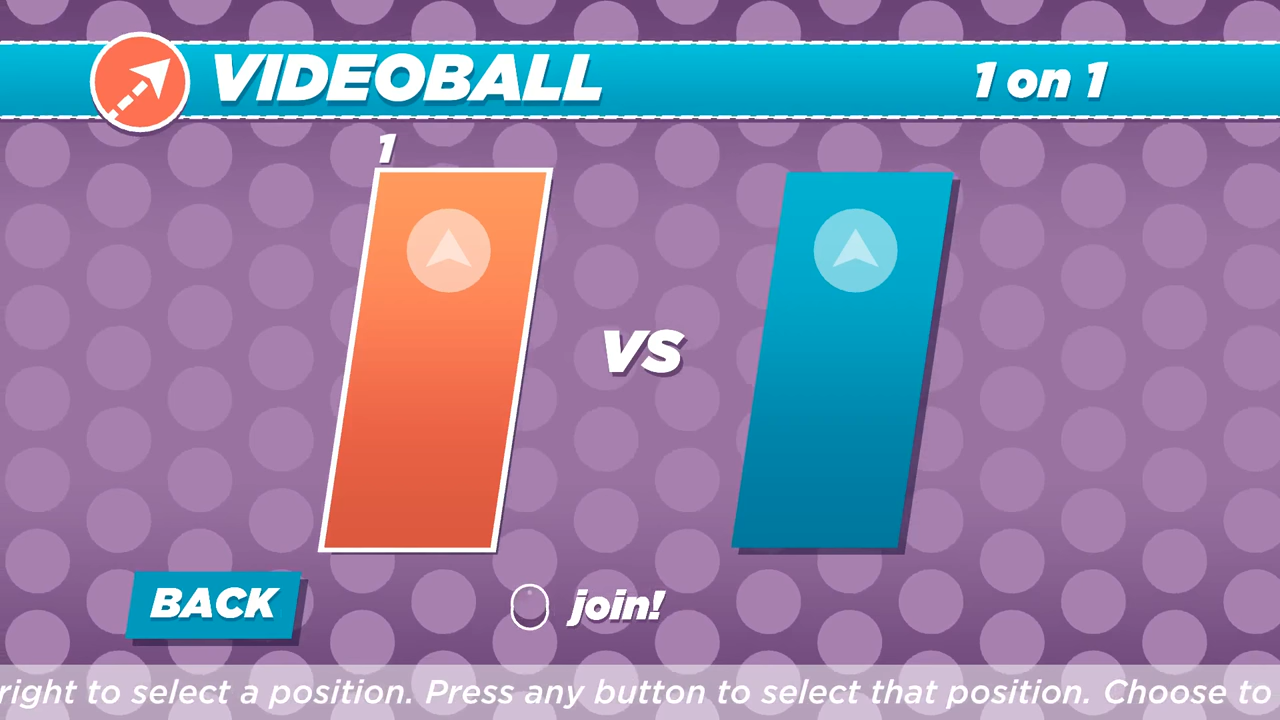 VIDEOBALL
1 on 1
1
VS
BACK
join!
right to select a position. Press any button to select that position. Choose to